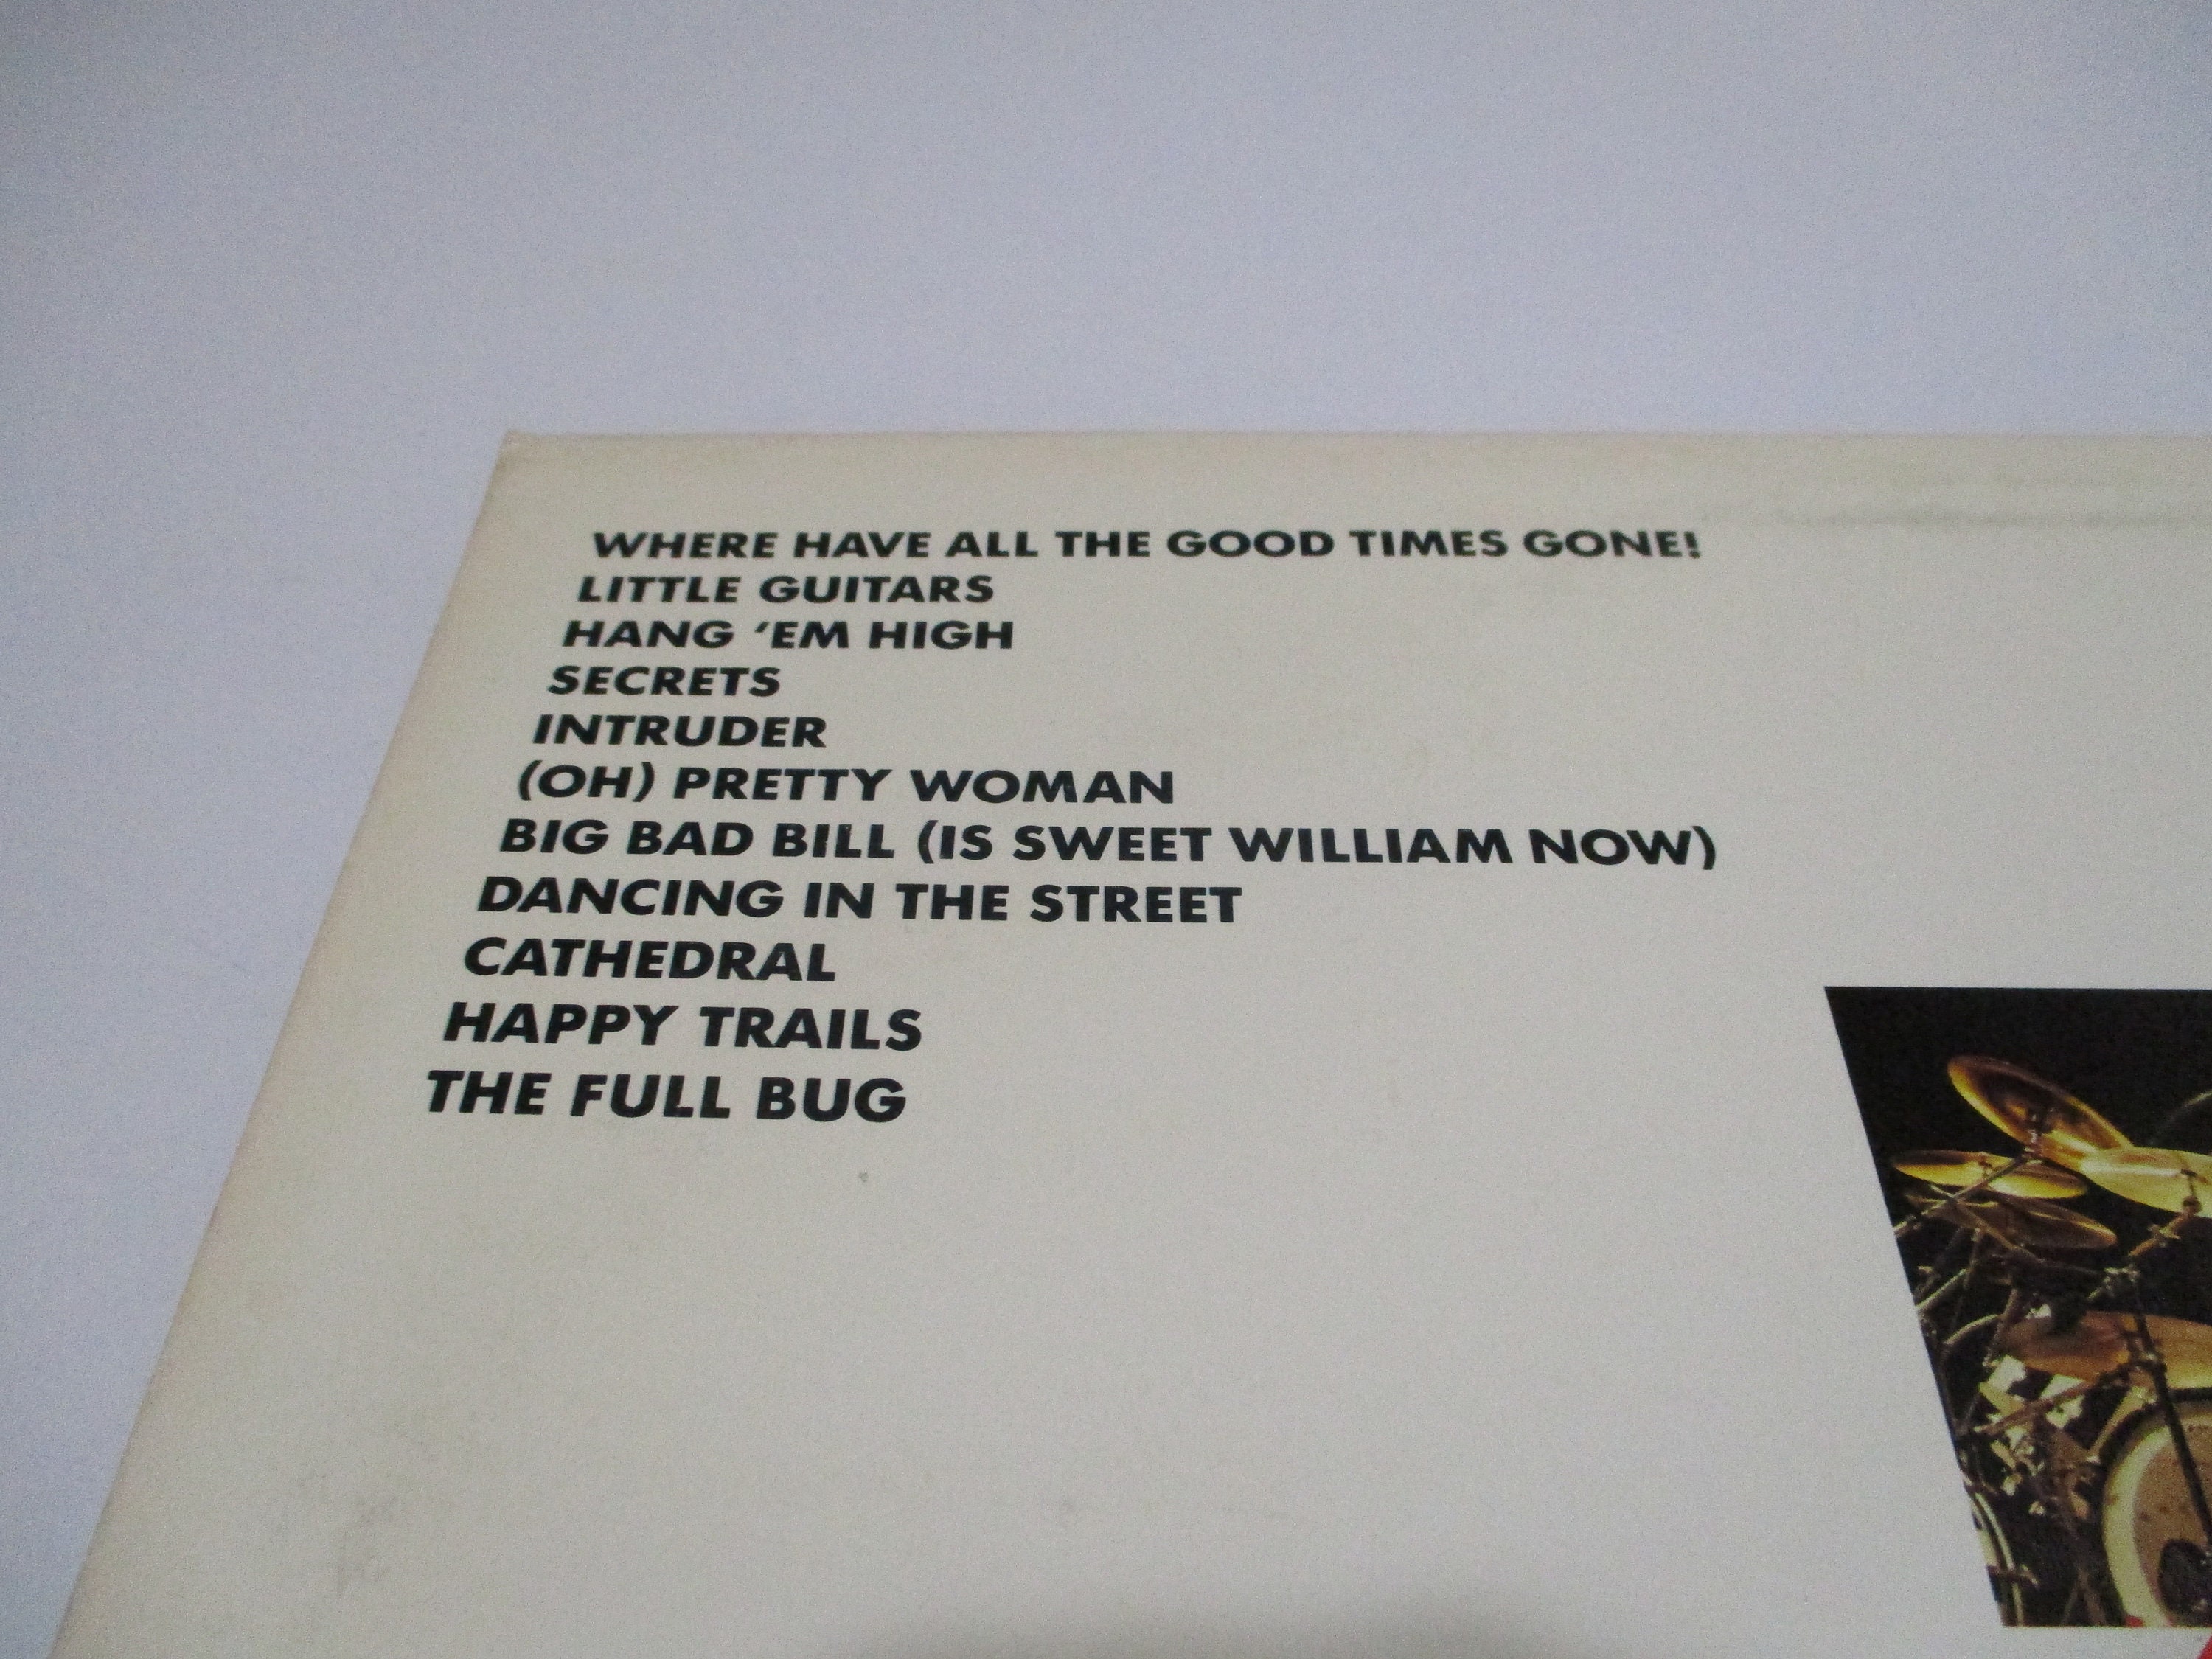 WHERE HAVE ALL THE GOOD TIMES GONE!
LITTLE GUITARS
HANG ‘EM HIGH
SECRETS
INTRUDER
(OH) PRETTY WOMAN
BIG BAD BILL (IS SWEET WILLIAM NOW)
DANCING IN THE STREET
CATHEDRAL
HAPPY TRAILS
THE FULL BUG